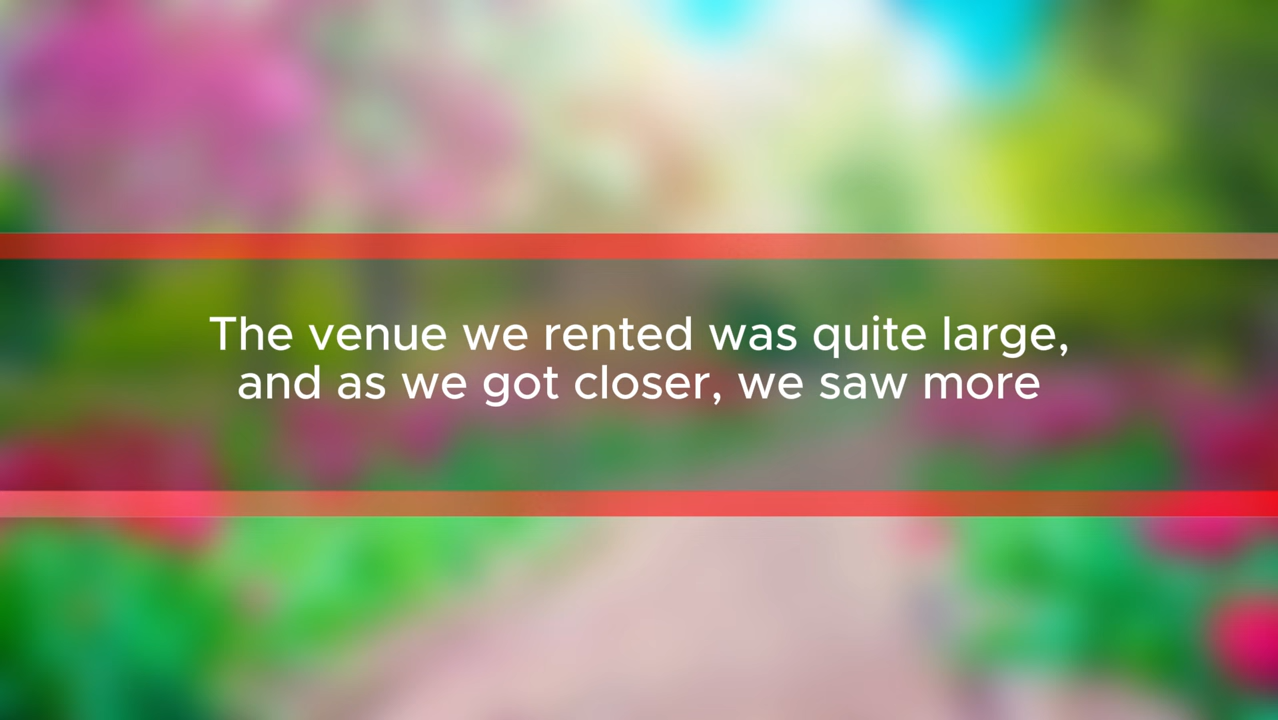 The venue we rented was quite large,
and as we got closer, we saw more